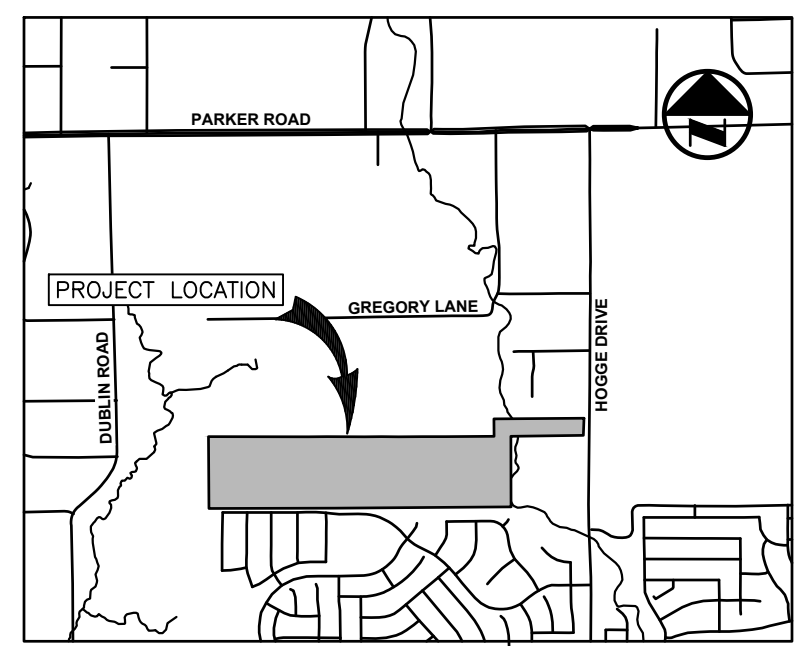 PARKER ROAD
PROJECT LOCATION
GREGORY LANE
HOGGE DRIVE
DUBLIN ROAD
N